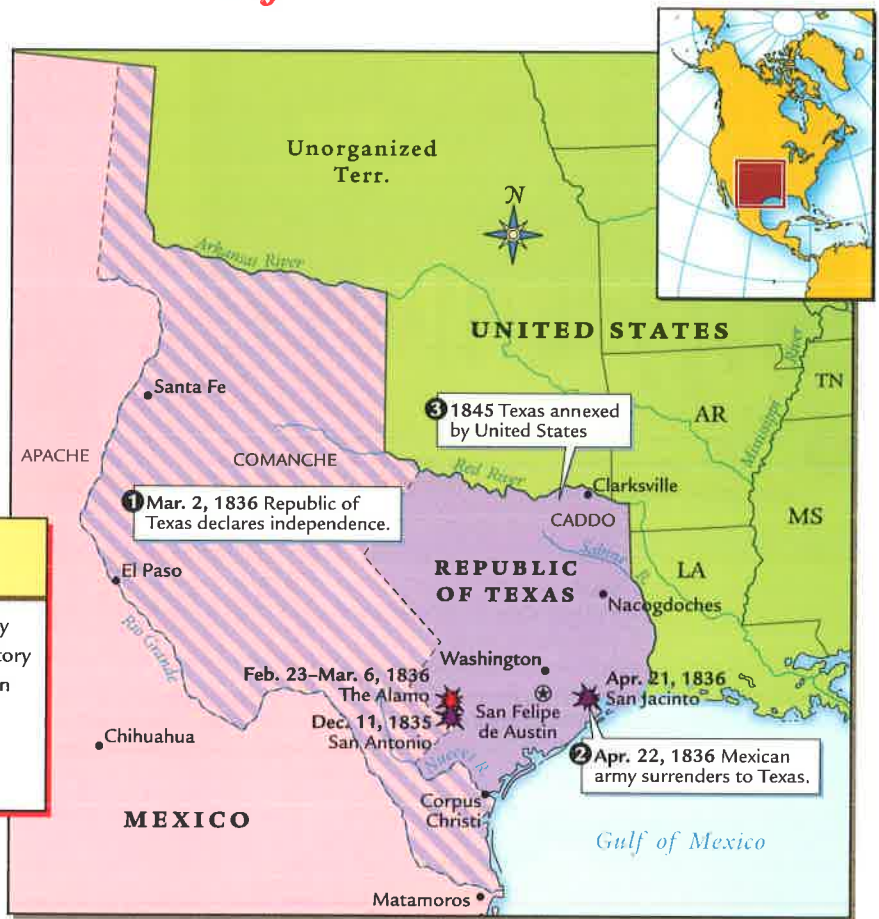 Unorganized
Terr.
N
Arkansas River
UNITED STATES
River
TN
Santa Fe
❸ 1845 Texas annexed
by United States
AR
Mississippi
APACHE
COMANCHE
Red River
Clarksville
❶ Mar. 2, 1836 Republic of
Texas declares independence.
CADDO
MS
El Paso
REPUBLIC
OF TEXAS
Sabine R.
LA
Nacogdoches
Rio Grande
Washington
Feb. 23–Mar. 6, 1836
The Alamo
Apr. 21, 1836
San Jacinto
Dec. 11, 1835
San Antonio
San Felipe
de Austin
Chihuahua
Nueces R.
❷ Apr. 22, 1836 Mexican
army surrenders to Texas.
MEXICO
Corpus
Christi
Gulf of Mexico
Matamoros